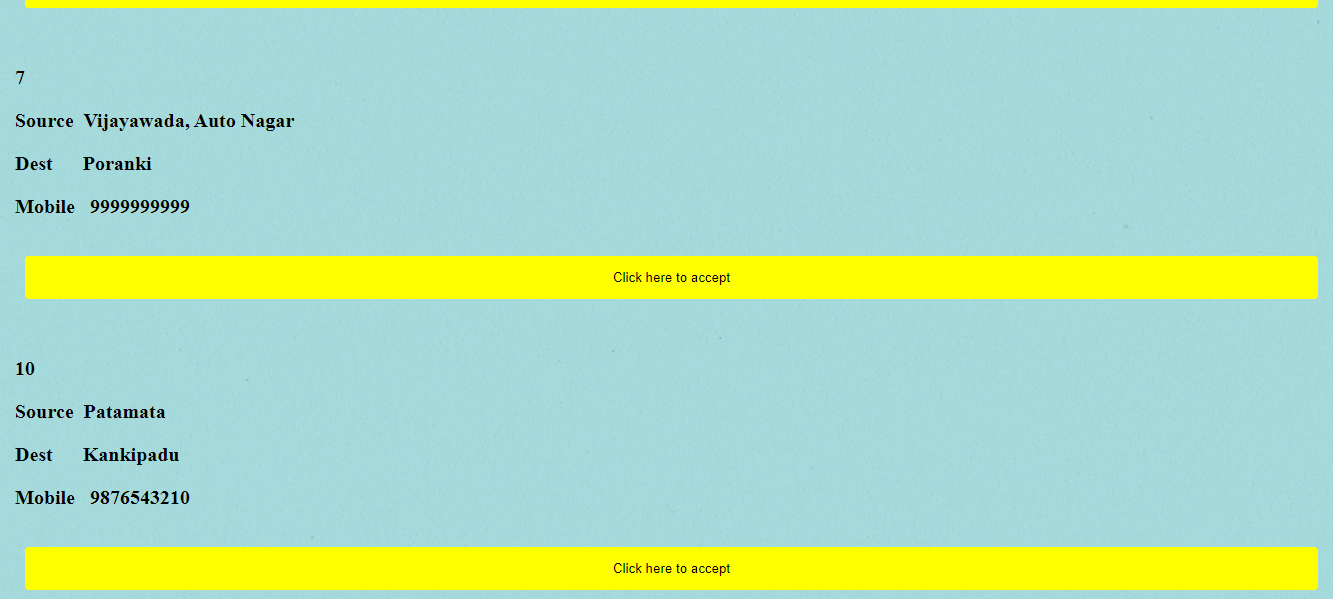 7
Source Vijayawada, Auto Nagar
Dest Poranki
Mobile 9999999999
Click here to accept
10
Source Patamata
Dest Kankipadu
Mobile 9876543210
Click here to accept